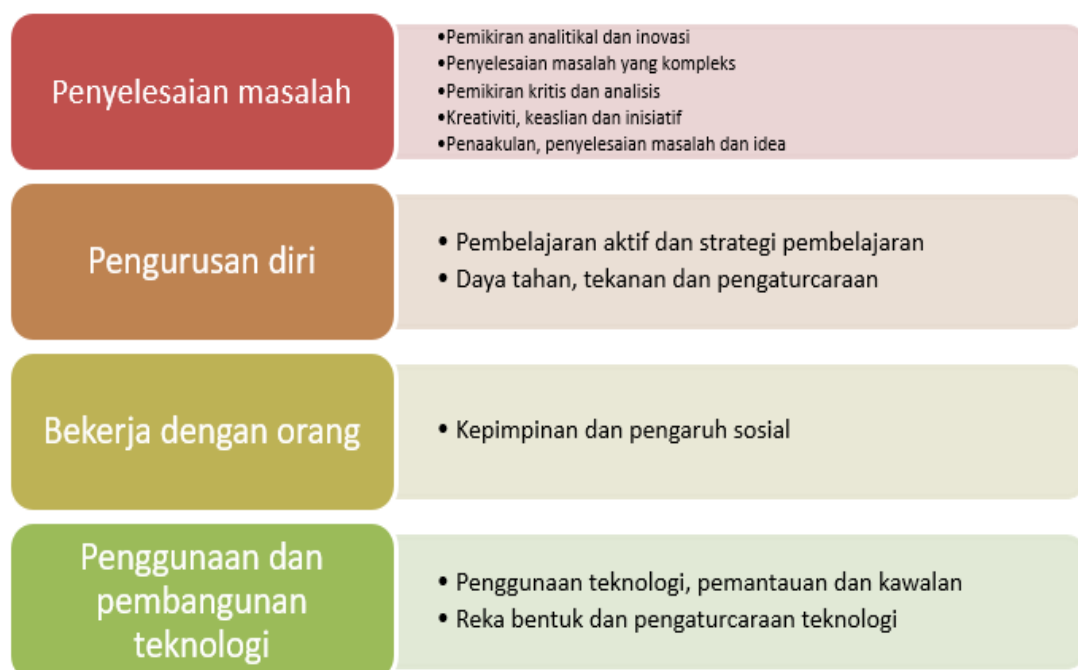 Penyelesaian masalah
•Pemikiran analitikal dan inovasi
•Penyelesaian masalah yang kompleks
•Pemikiran kritis dan analisis
•Kreativiti, keaslian dan inisiatif
•Penaakulan, penyelesaian masalah dan idea
Pengurusan diri
• Pembelajaran aktif dan strategi pembelajaran
• Daya tahan, tekanan dan pengaturcaraan
Bekerja dengan orang
• Kepimpinan dan pengaruh sosial
Penggunaan dan
pembangunan
teknologi
• Penggunaan teknologi, pemantauan dan kawalan
• Reka bentuk dan pengaturcaraan teknologi